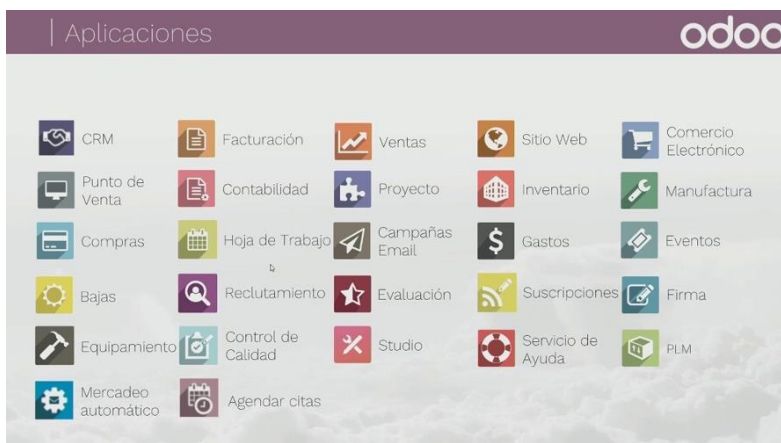 Aplicaciones
odoo
CRM
Facturación
Ventas
Sitio Web
Comercio
Electrónico
Punto de
Venta
Contabilidad
Proyecto
Inventario
Manufactura
Compras
Hoja de Trabajo
Campañas
Email
Gastos
Eventos
Bajas
Reclutamiento
Evaluación
Suscripciones
Firma
Equipamiento
Control de
Calidad
Studio
Servicio de
Ayuda
PLM
Mercadeo
automático
Agendar citas